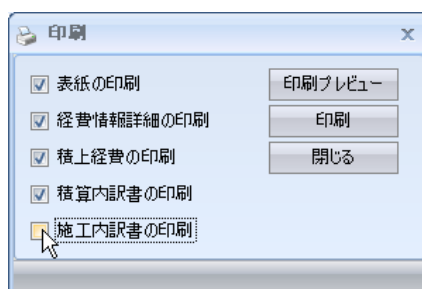 印刷
表紙の印刷
印刷プレビュー
経費情報詳細の印刷
印刷
積上経費の印刷
閉じる
積算内訳書の印刷
施工内訳書の印刷